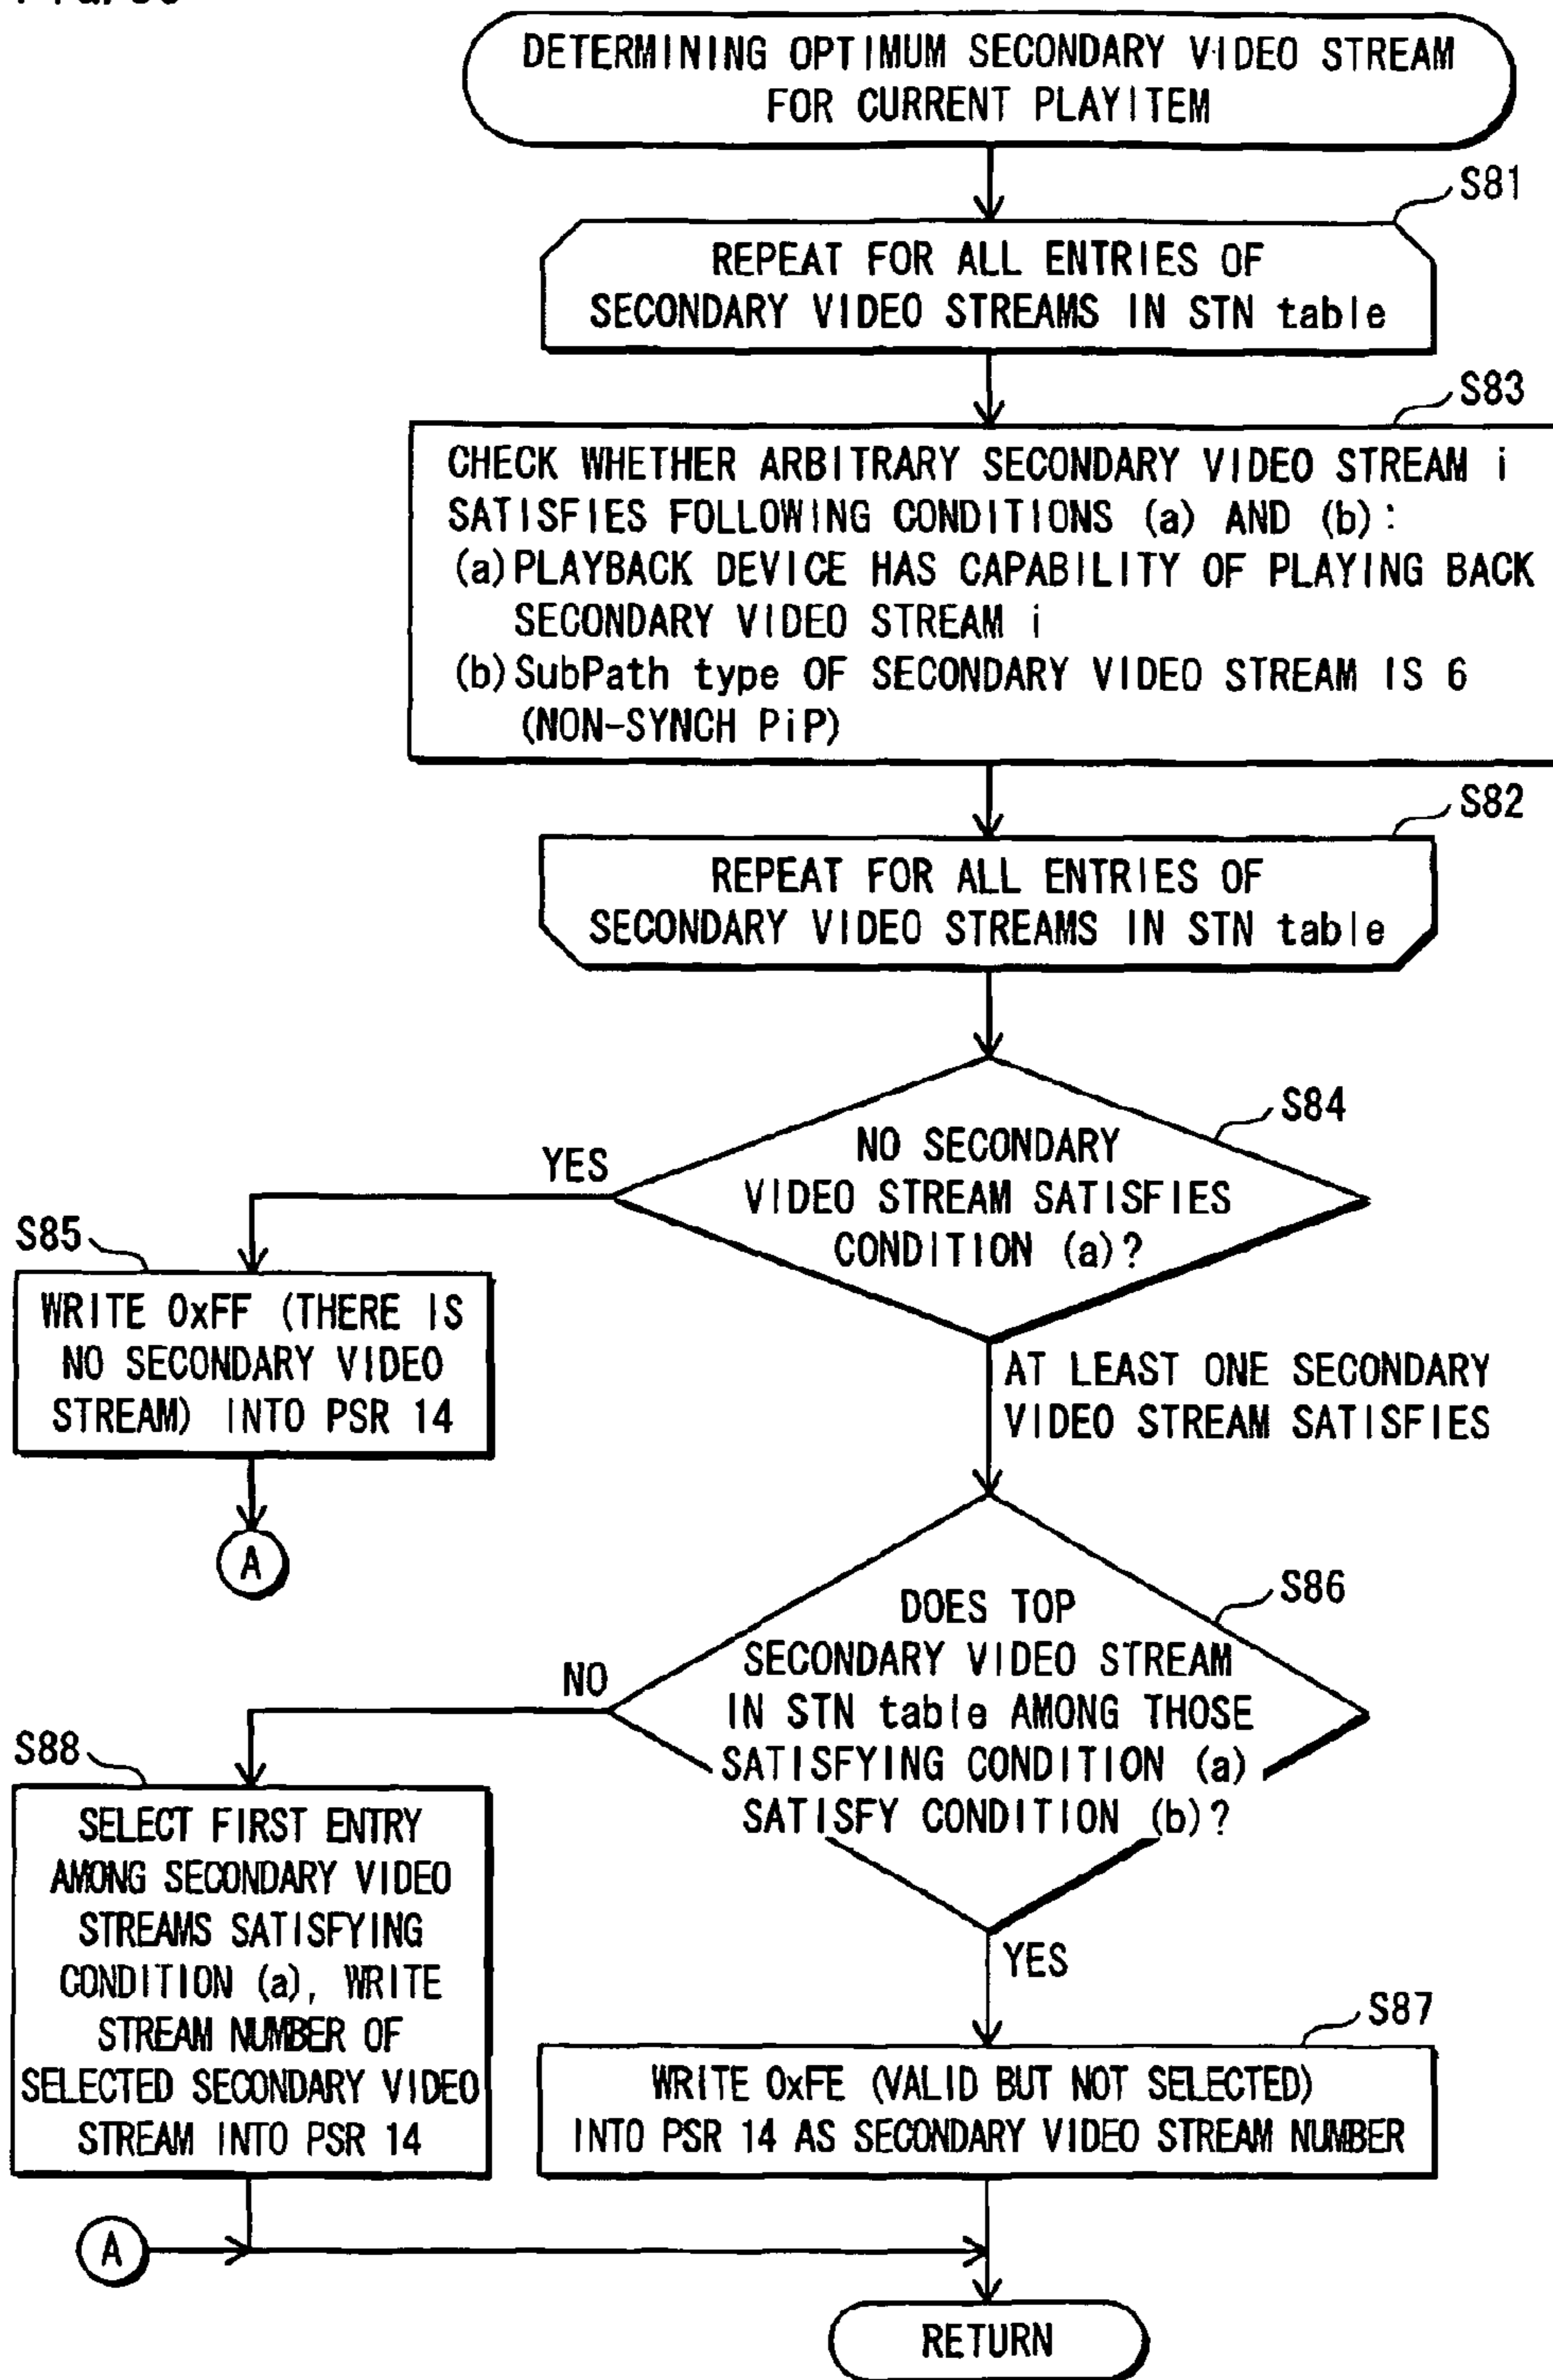 DETERMINING OPTIMUM SECONDARY VIDEO STREAM
FOR CURRENT PLAYITEM
S81
REPEAT FOR ALL ENTRIES OF
SECONDARY VIDEO STREAMS IN STN table
S83
CHECK WHETHER ARBITRARY SECONDARY VIDEO STREAM i
SATISFIES FOLLOWING CONDITIONS (a) AND (b):
(a) PLAYBACK DEVICE HAS CAPABILITY OF PLAYING BACK
SECONDARY VIDEO STREAM i
(b) SubPath type OF SECONDARY VIDEO STREAM IS 6
(NON-SYNCH PiP)
S82
REPEAT FOR ALL ENTRIES OF
SECONDARY VIDEO STREAMS IN STN table
S84
NO SECONDARY
VIDEO STREAM SATISFIES
CONDITION (a)?
YES
S85
WRITE 0xFF (THERE IS
NO SECONDARY VIDEO
STREAM) INTO PSR 14
A
AT LEAST ONE SECONDARY
VIDEO STREAM SATISFIES
S86
DOES TOP
SECONDARY VIDEO STREAM
IN STN table AMONG THOSE
SATISFYING CONDITION (a)
SATISFY CONDITION (b)?
NO
S88
SELECT FIRST ENTRY
AMONG SECONDARY VIDEO
STREAMS SATISFYING
CONDITION (a), WRITE
STREAM NUMBER OF
SELECTED SECONDARY VIDEO
STREAM INTO PSR 14
YES
S87
WRITE 0xFE (VALID BUT NOT SELECTED)
INTO PSR 14 AS SECONDARY VIDEO STREAM NUMBER
A
RETURN